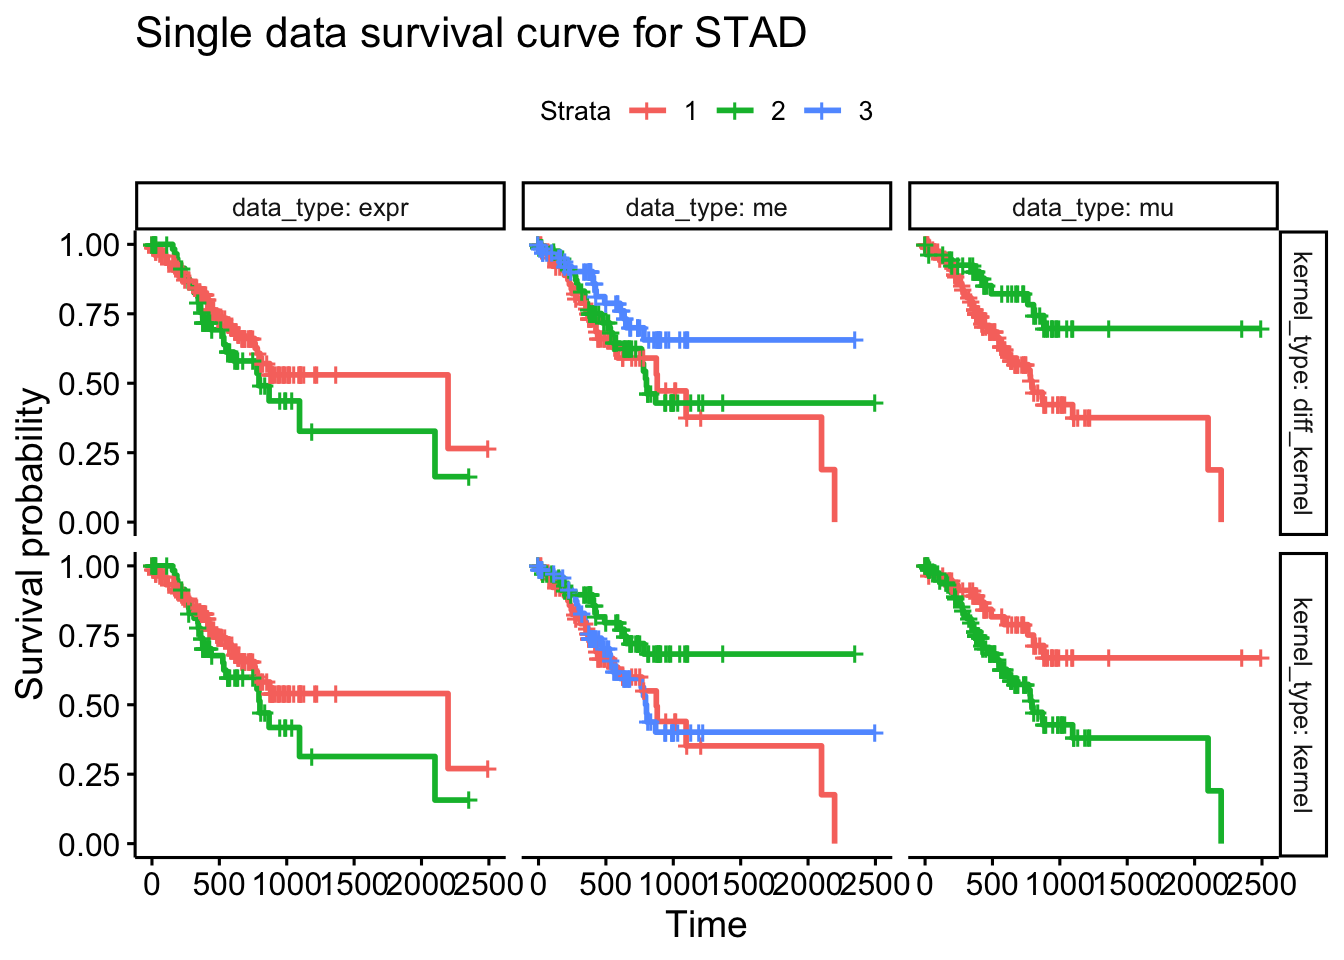 Single data survival curve for STAD
Strata 1 2 3
data_type: expr data_type: me data_type: mu
Survival probability
1.00
0.75
0.50
0.25
0.00
kernel_type: diff_kernel
1.00
0.75
0.50
0.25
0.00
kernel_type: kernel
0 500 1000 1500 2000 2500 0 500 1000 1500 2000 2500 0 500 1000 1500 2000 2500
Time